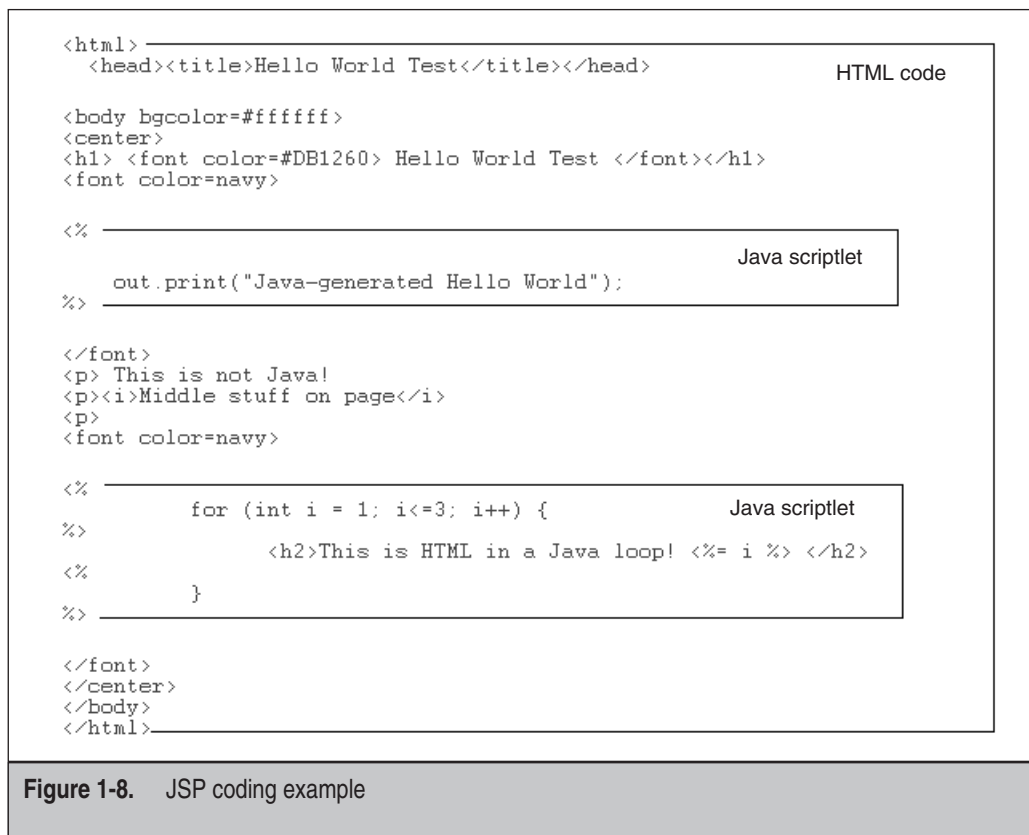 <html>
<head><title>Hello World Test</title></head>
HTML code
<body bgcolor=#ffffff>
<center>
<h1> <font color=#DB1260> Hello World Test </font></h1>
<font color=navy>
<%
Java scriptlet
out.print("Java-generated Hello World");
%>
</font>
<p> This is not Java!
<p><i>Middle stuff on page</i>
<p>
<font color=navy>
<%
for (int i = 1; i<=3; i++) {
Java scriptlet
%>
<h2>This is HTML in a Java loop! <%= i %> </h2>
<%
}
%>
</font>
</center>
</body>
</html>
Figure 1-8. JSP coding example